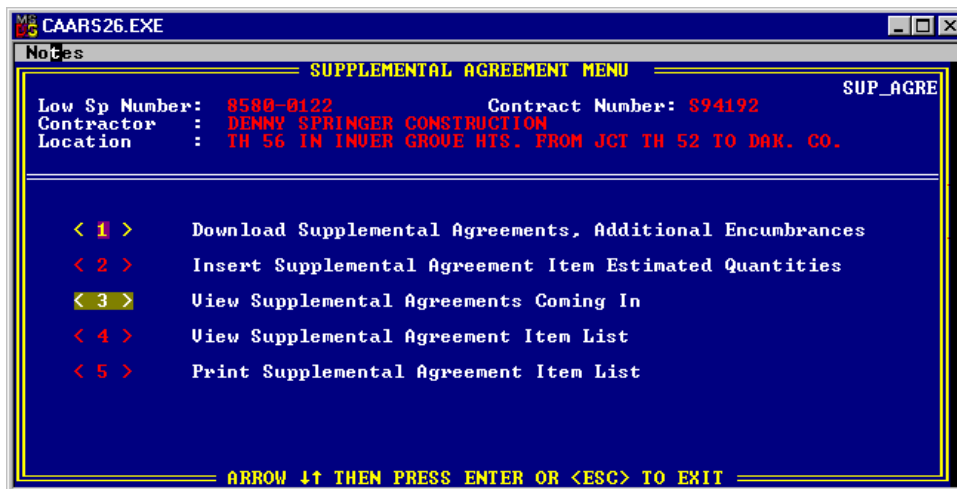 CAARS26.EXE
Notes
SUPPLEMENTAL AGREEMENT MENU
SUP_AGRE
Low Sp Number: 8580-0122 Contract Number: S94192
Contractor : DENNY SPRINGER CONSTRUCTION
Location : TH 56 IN INVER GROVE HTS. FROM JCT TH 52 TO DAK. CO.
< 1 > Download Supplemental Agreements, Additional Encumbrances
< 2 > Insert Supplemental Agreement Item Estimated Quantities
< 3 > View Supplemental Agreements Coming In
< 4 > View Supplemental Agreement Item List
< 5 > Print Supplemental Agreement Item List
ARROW ↓↑ THEN PRESS ENTER OR <ESC> TO EXIT